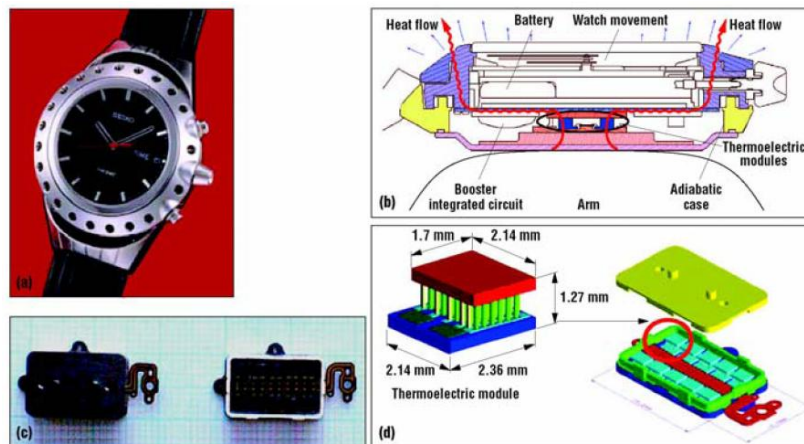 SEIKO
(a)
Heat flow
Battery
Watch movement
Heat flow
Thermoelectric
modules
Booster
integrated circuit
Arm
Adiabatic
case
(b)
(c)
1.7 mm
2.14 mm
1.27 mm
2.14 mm
2.36 mm
Thermoelectric module
(d)